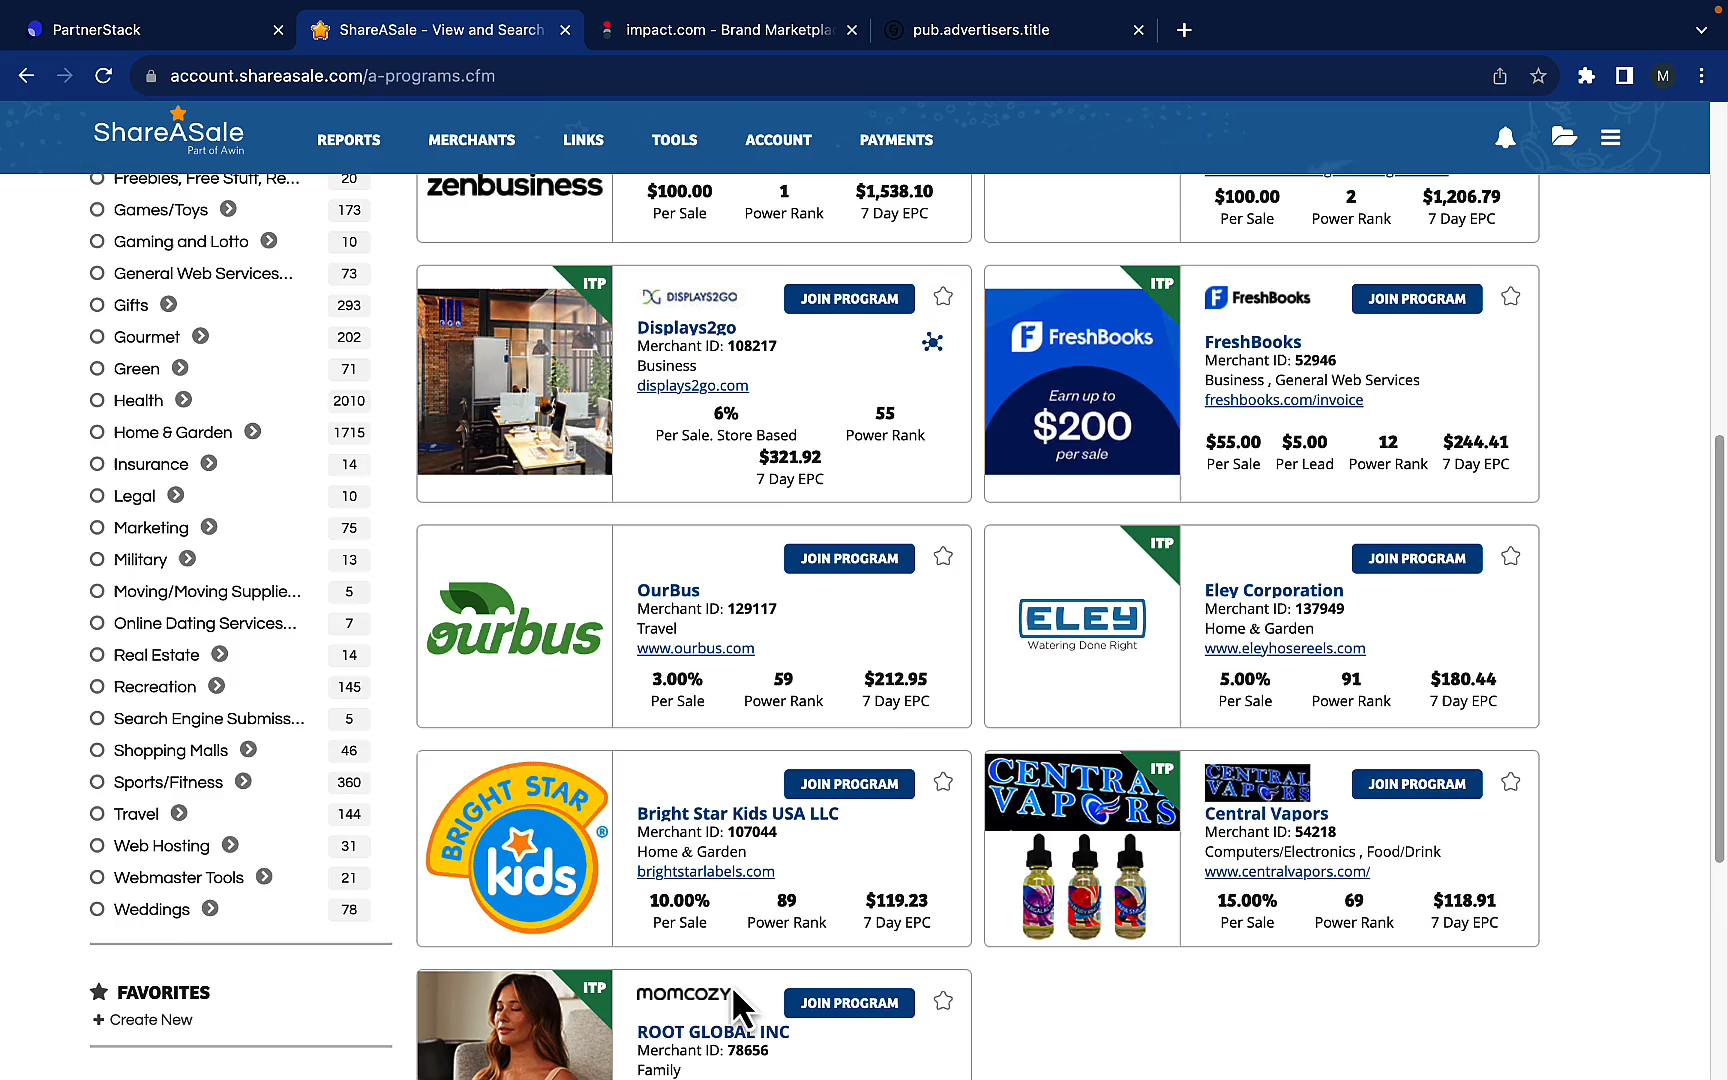 PartnerStack
ShareASale - View and Search
impact.com - Brand Marketpla
pub.advertisers.title
account.shareasale.com/a-programs.cfm
M
ShareASale
Part of Awin
REPORTS
MERCHANTS
LINKS
TOOLS
ACCOUNT
PAYMENTS
Freebies, Free Stuff, Re... 20
Games/Toys 173
Gaming and Lotto 10
General Web Services... 73
Gifts 293
Gourmet 202
Green 71
Health 2010
Home & Garden 1715
Insurance 14
Legal 10
Marketing 75
Military 13
Moving/Moving Supplie... 5
Online Dating Services... 7
Real Estate 14
Recreation 145
Search Engine Submiss... 5
Shopping Malls 46
Sports/Fitness 360
Travel 144
Web Hosting 31
Webmaster Tools 21
Weddings 78
FAVORITES
+ Create New
zenbusiness
$100.00 1 $1,538.10
Per Sale Power Rank 7 Day EPC
$100.00 2 $1,206.79
Per Sale Power Rank 7 Day EPC
ITP
DISPLAYS2GO
JOIN PROGRAM
Displays2go
Merchant ID: 108217
Business
displays2go.com
6% 55
Per Sale. Store Based Power Rank
$321.92
7 Day EPC
ITP
FreshBooks
Earn up to
$200
per sale
FreshBooks
JOIN PROGRAM
FreshBooks
Merchant ID: 52946
Business , General Web Services
freshbooks.com/invoice
$55.00 $5.00 12 $244.41
Per Sale Per Lead Power Rank 7 Day EPC
ourbus
JOIN PROGRAM
OurBus
Merchant ID: 129117
Travel
www.ourbus.com
3.00% 59 $212.95
Per Sale Power Rank 7 Day EPC
ITP
ELEY
Watering Done Right
JOIN PROGRAM
Eley Corporation
Merchant ID: 137949
Home & Garden
www.eleyhosereels.com
5.00% 91 $180.44
Per Sale Power Rank 7 Day EPC
BRIGHT STAR
kids
®
JOIN PROGRAM
Bright Star Kids USA LLC
Merchant ID: 107044
Home & Garden
brightstarlabels.com
10.00% 89 $119.23
Per Sale Power Rank 7 Day EPC
ITP
CENTRAL
VAPORS
CENTRAL
VAPORS
JOIN PROGRAM
Central Vapors
Merchant ID: 54218
Computers/Electronics , Food/Drink
www.centralvapors.com/
15.00% 69 $118.91
Per Sale Power Rank 7 Day EPC
ITP
momcozy
JOIN PROGRAM
ROOT GLOBAL INC
Merchant ID: 78656
Family